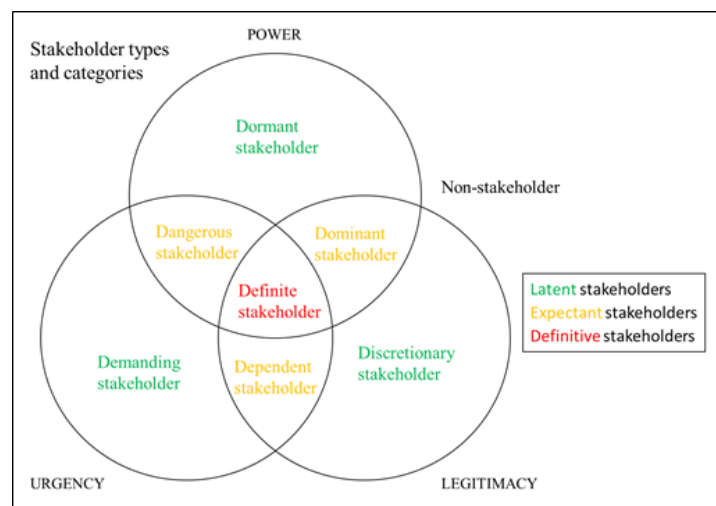 POWER
Stakeholder types
and categories
Dormant
stakeholder
Non-stakeholder
Dangerous
stakeholder
Dominant
stakeholder
Definite
stakeholder
Latent stakeholders
Expectant stakeholders
Definitive stakeholders
Demanding
stakeholder
Dependent
stakeholder
Discretionary
stakeholder
URGENCY
LEGITIMACY